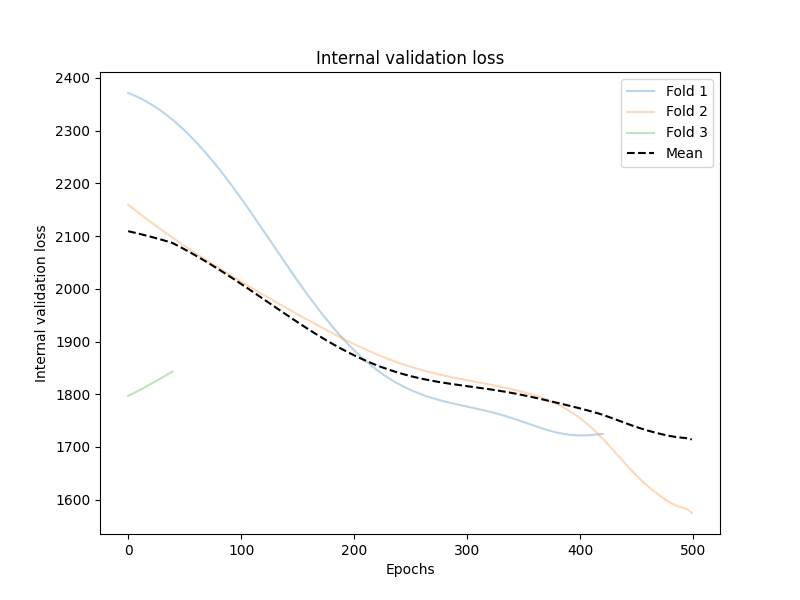 Internal validation loss
Fold 1
Fold 2
Fold 3
Mean
Internal validation loss
2400
2300
2200
2100
2000
1900
1800
1700
1600
0 100 200 300 400 500
Epochs